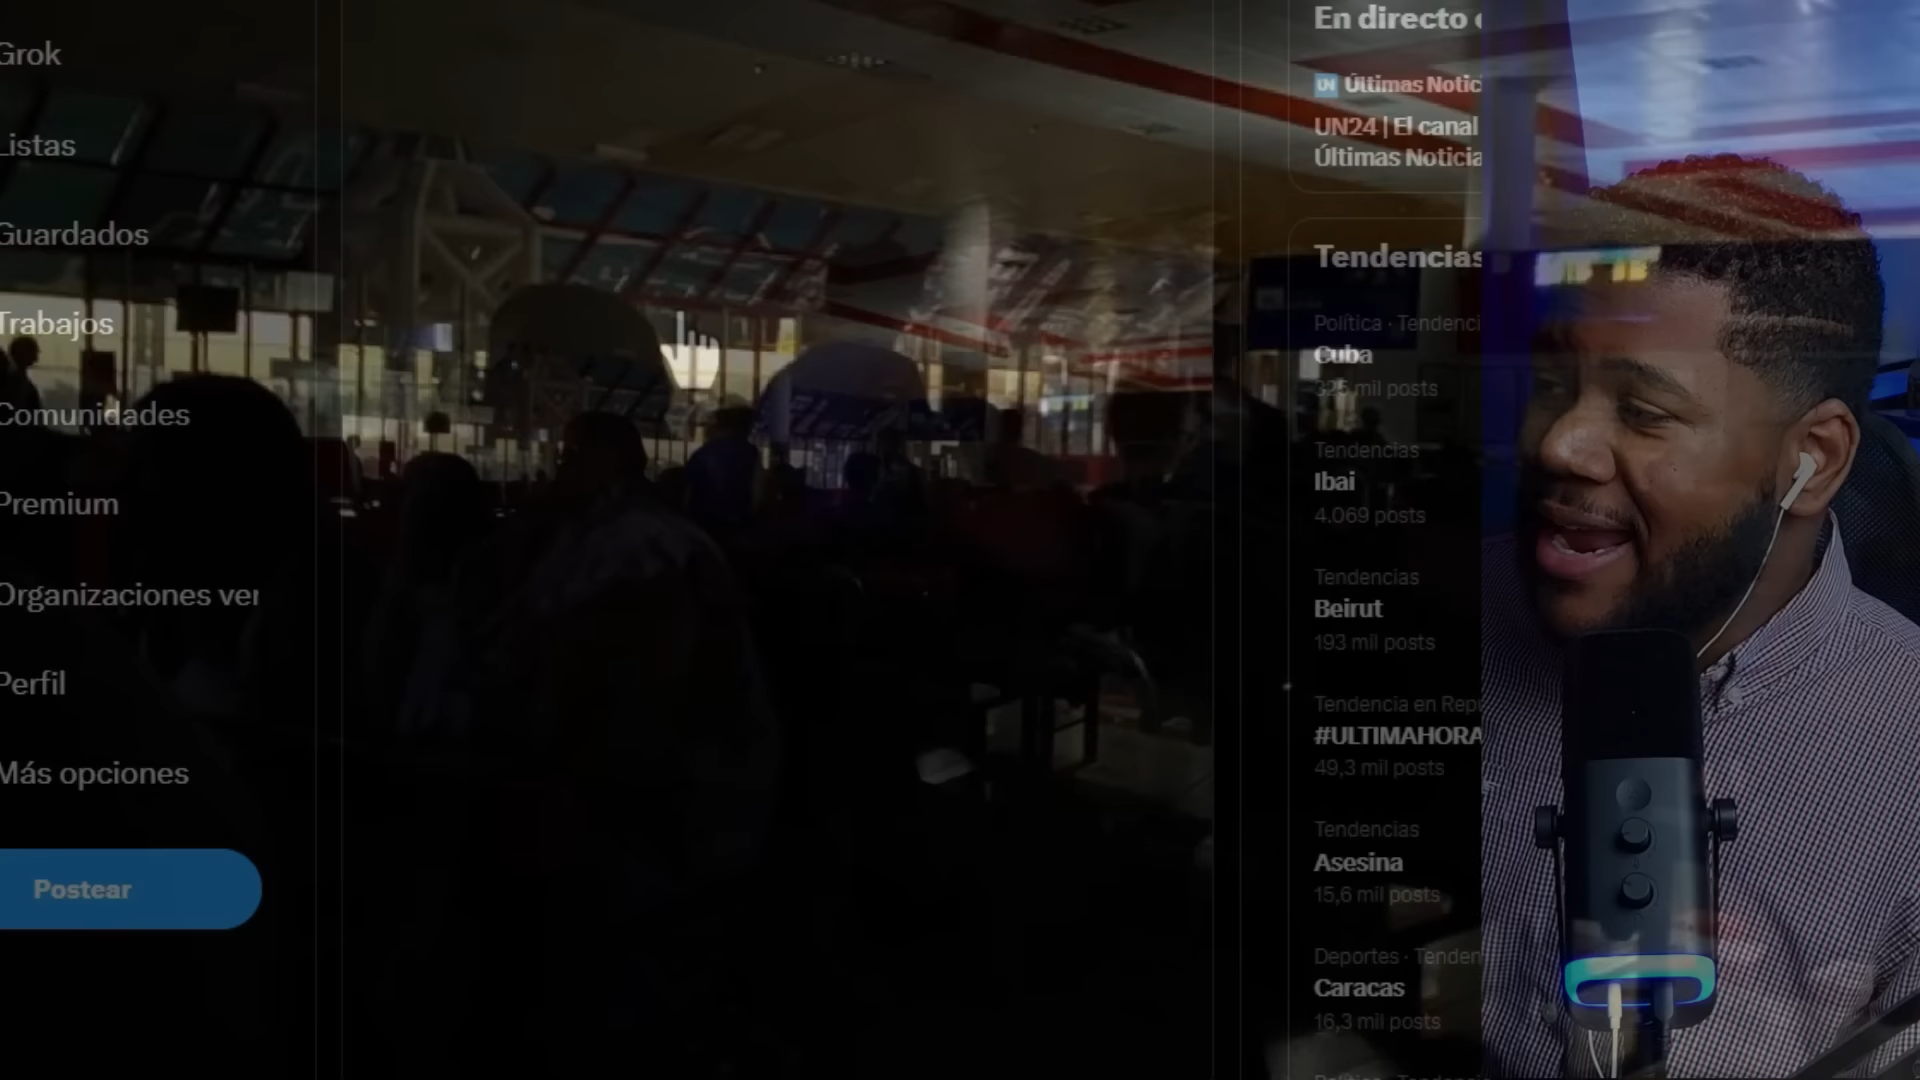 Grok
Listas
Guardados
Trabajos
Comunidades
Premium
Organizaciones ver
Perfil
Más opciones
Postear
En directo
UN Últimas Notic
UN24 | El canal
Últimas Noticia
Tendencias
Política · Tendenci
Cuba
325 mil posts
Tendencias
Ibai
4.069 posts
Tendencias
Beirut
193 mil posts
Tendencia en Rep
#ULTIMAHORA
49,3 mil posts
Tendencias
Asesina
15,6 mil posts
Deportes · Tenden
Caracas
16,3 mil posts